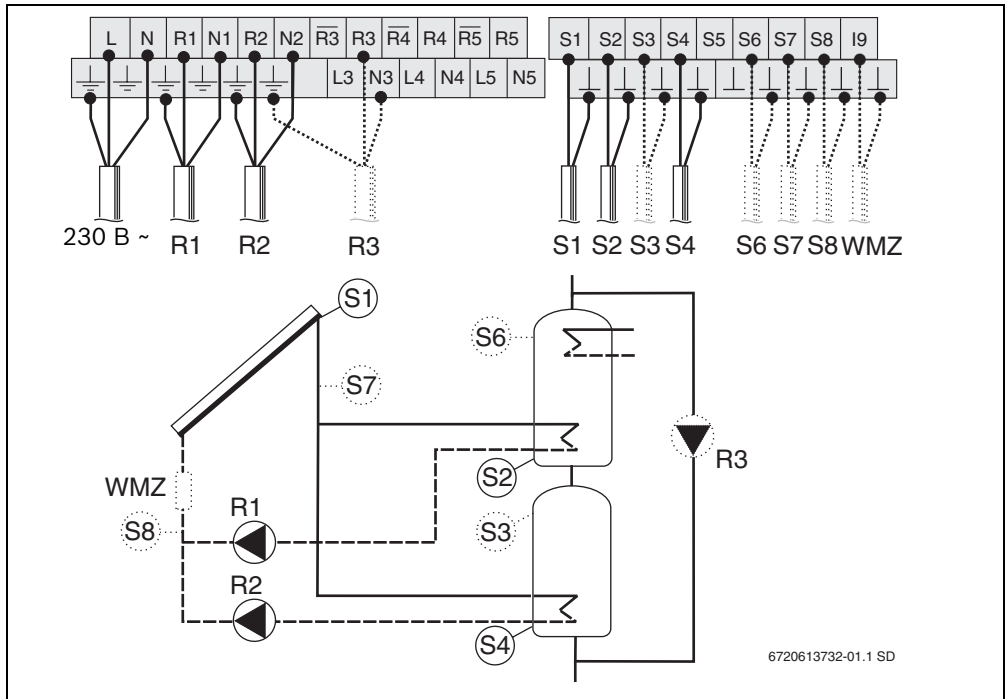 L N R1 N1 R2 N2 R̅3̅ R3 R̅4̅ R4 R̅5̅ R5
L3 N3 L4 N4 L5 N5
S1 S2 S3 S4 S5 S6 S7 S8 I9
230 В ~ R1 R2 R3
S1 S2 S3 S4 S6 S7 S8 WMZ
S1
S6
S7
R3
S2
WMZ
R1
S8
S3
R2
S4
6720613732-01.1 SD